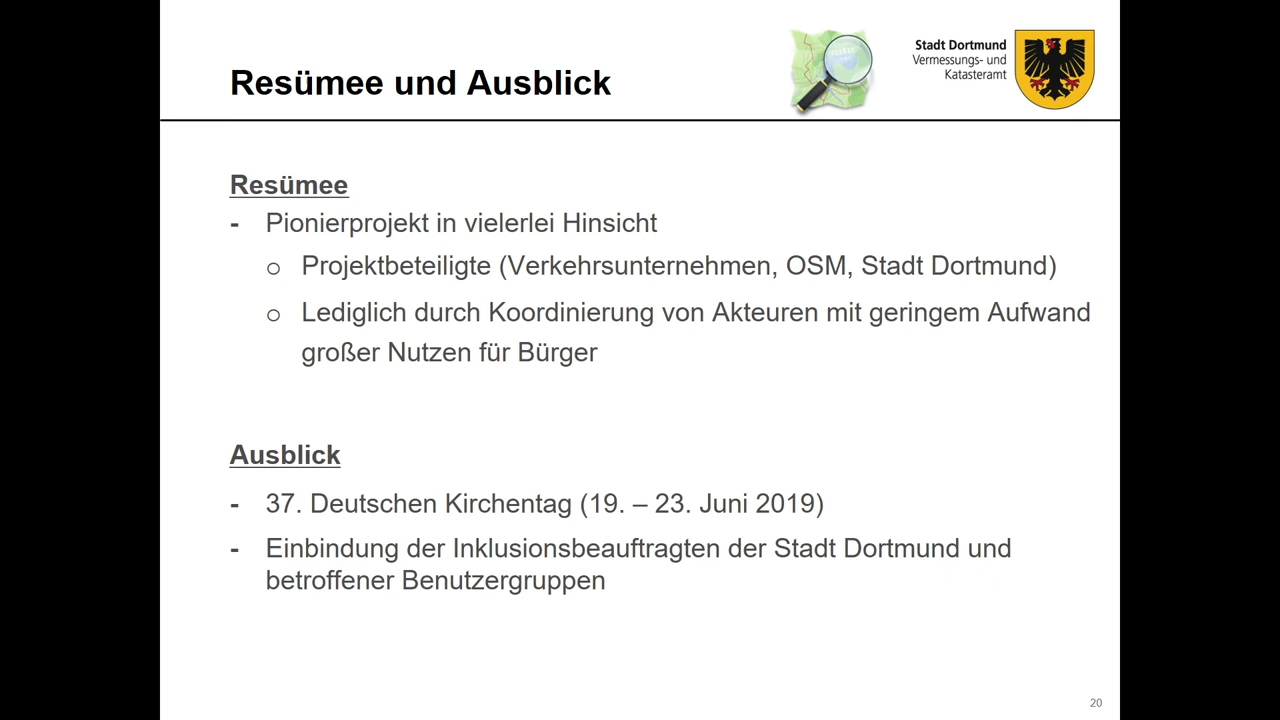 Resümee und Ausblick
Stadt Dortmund
Vermessungs- und
Katasteramt
Resümee
- Pionierprojekt in vielerlei Hinsicht
o Projektbeteiligte (Verkehrsunternehmen, OSM, Stadt Dortmund)
o Lediglich durch Koordinierung von Akteuren mit geringem Aufwand
großer Nutzen für Bürger
Ausblick
- 37. Deutschen Kirchentag (19. – 23. Juni 2019)
- Einbindung der Inklusionsbeauftragten der Stadt Dortmund und
betroffener Benutzergruppen
20